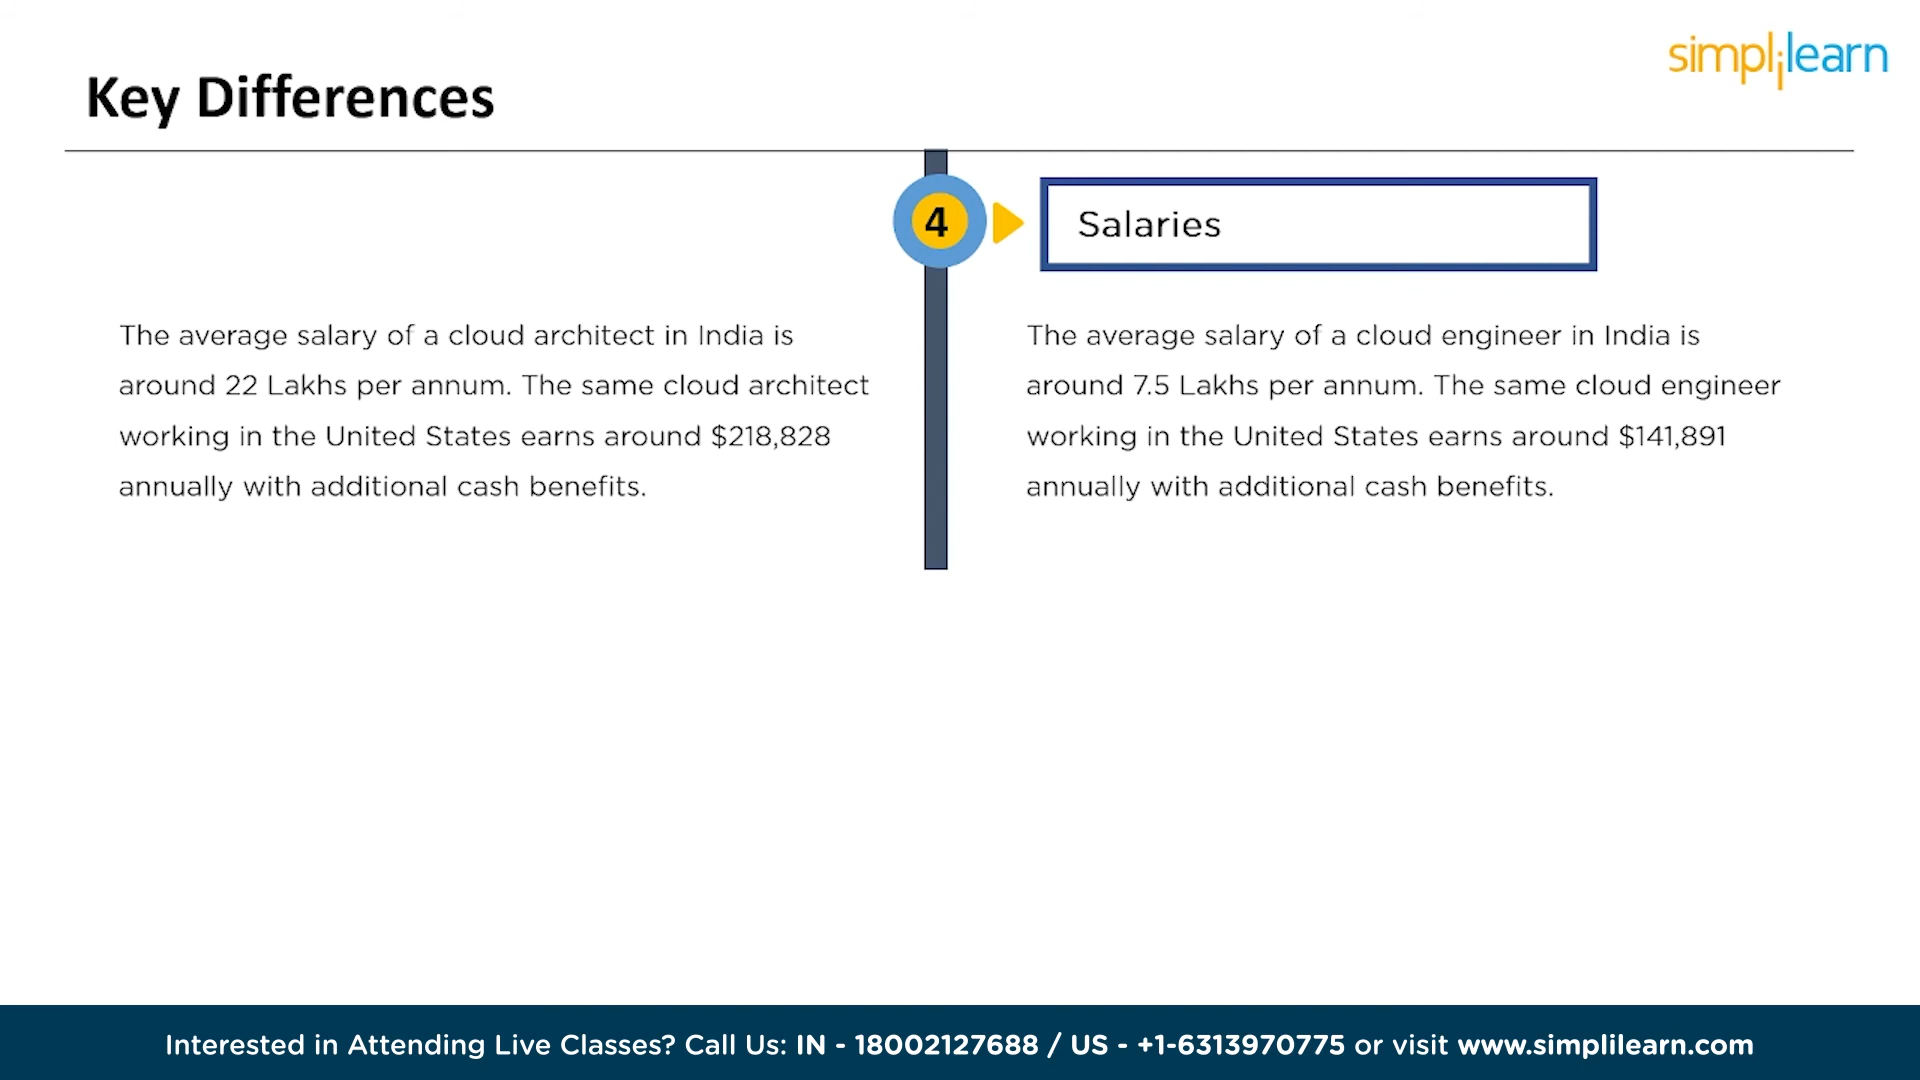 simplilearn
Key Differences
4
Salaries
The average salary of a cloud architect in India is
around 22 Lakhs per annum. The same cloud architect
working in the United States earns around $218,828
annually with additional cash benefits.
The average salary of a cloud engineer in India is
around 7.5 Lakhs per annum. The same cloud engineer
working in the United States earns around $141,891
annually with additional cash benefits.
Interested in Attending Live Classes? Call Us: IN - 18002127688 / US - +1-6313970775 or visit www.simplilearn.com